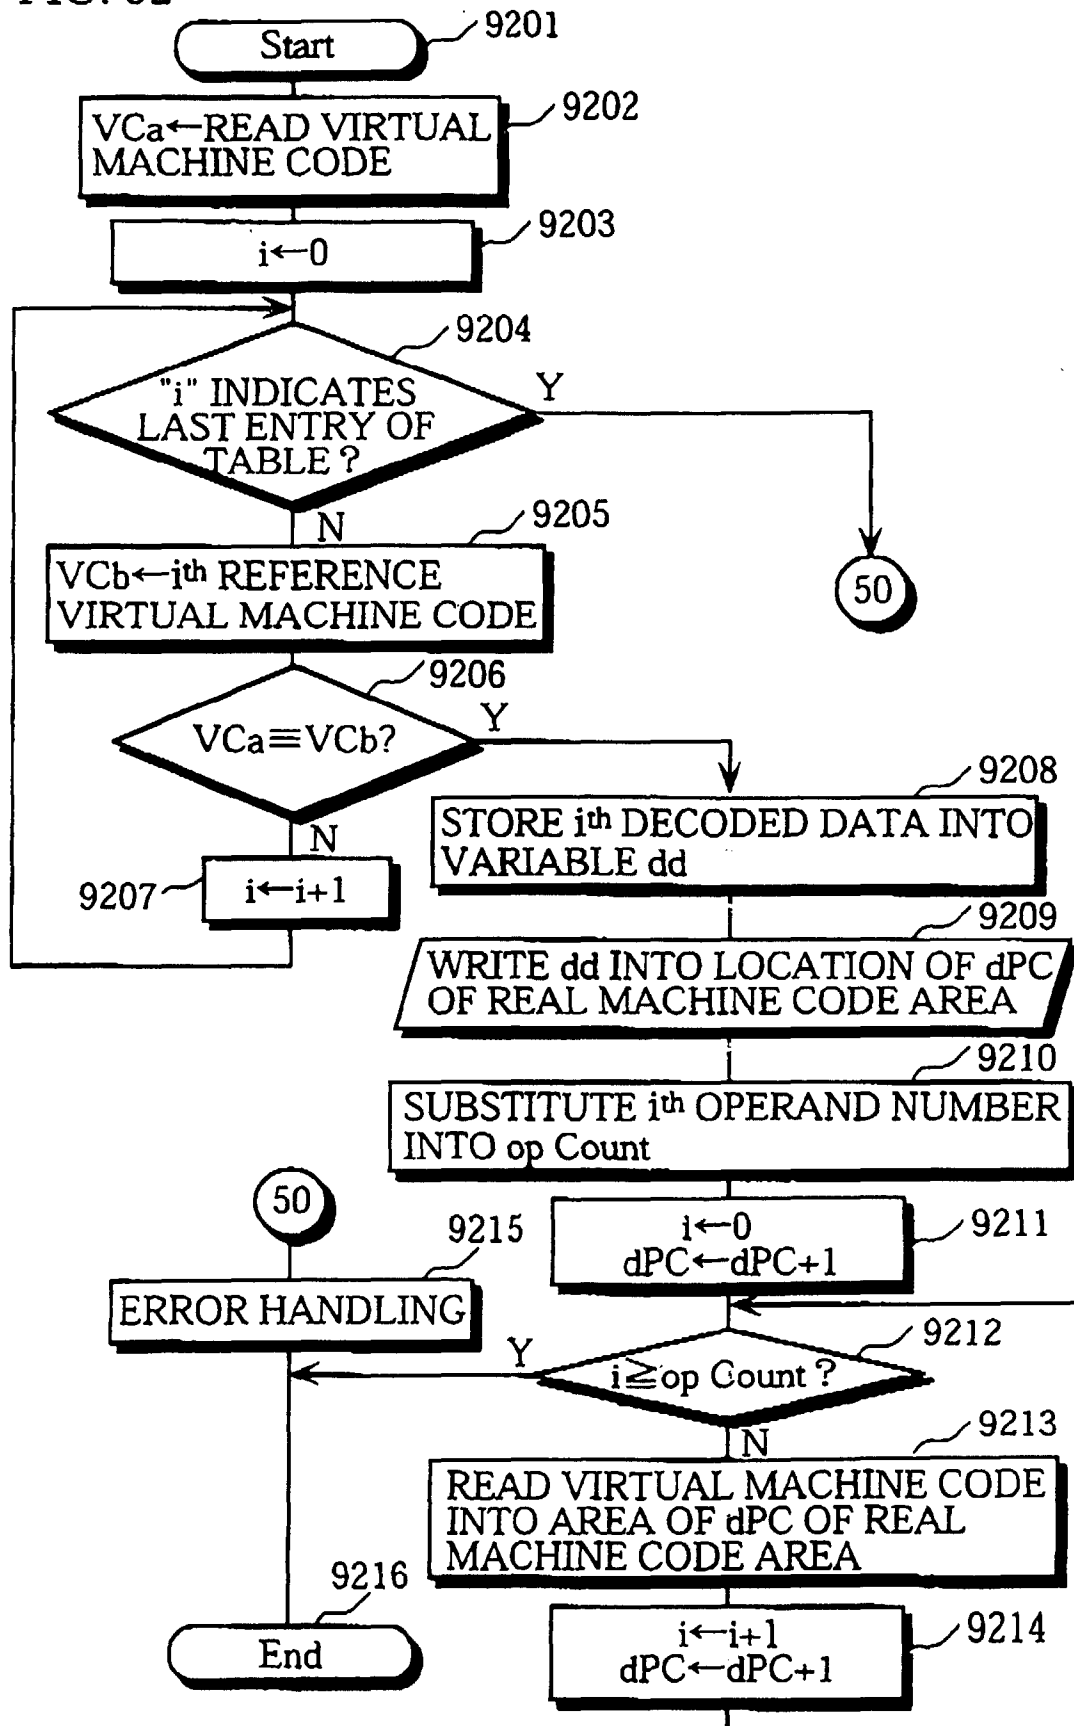 Start
9201
VCa←READ VIRTUAL
MACHINE CODE
9202
i←0
9203
9204
"i" INDICATES
LAST ENTRY OF
TABLE?
Y
N
50
9205
VCb←ith REFERENCE
VIRTUAL MACHINE CODE
9206
VCa≡VCb?
Y
N
9207
i←i+1
9208
STORE ith DECODED DATA INTO
VARIABLE dd
9209
WRITE dd INTO LOCATION OF dPC
OF REAL MACHINE CODE AREA
9210
SUBSTITUTE ith OPERAND NUMBER
INTO op Count
i←0
dPC←dPC+1
9211
50
9215
ERROR HANDLING
9212
i≧op Count?
Y
N
9213
READ VIRTUAL MACHINE CODE
INTO AREA OF dPC OF REAL
MACHINE CODE AREA
i←i+1
dPC←dPC+1
9214
9216
End